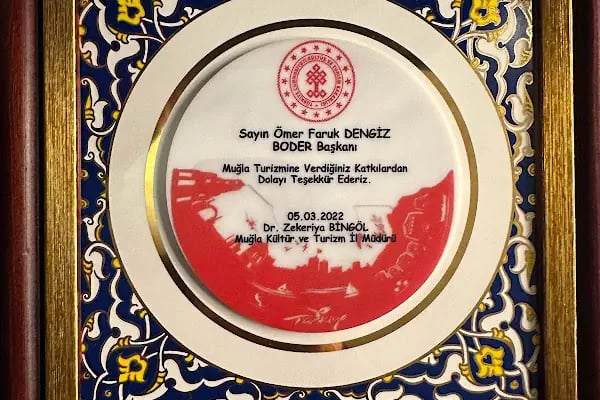 Sayın Ömer Faruk DENGİZ
BODER Başkanı
Muğla Turizmine Verdiğiniz Katkılardan
Dolayı Teşekkür Ederiz.
05.03.2022
Dr. Zekeriya BİNGÖL
Muğla Kültür ve Turizm İl Müdürü
Türkiye